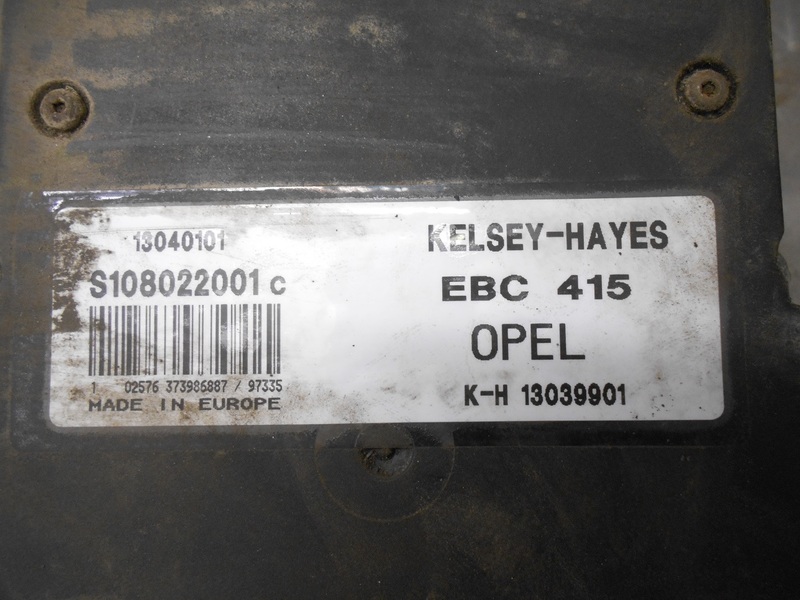 13040101
S108022001 c
1 02576 373986887 / 97335
MADE IN EUROPE
KELSEY-HAYES
EBC 415
OPEL
K-H 13039901